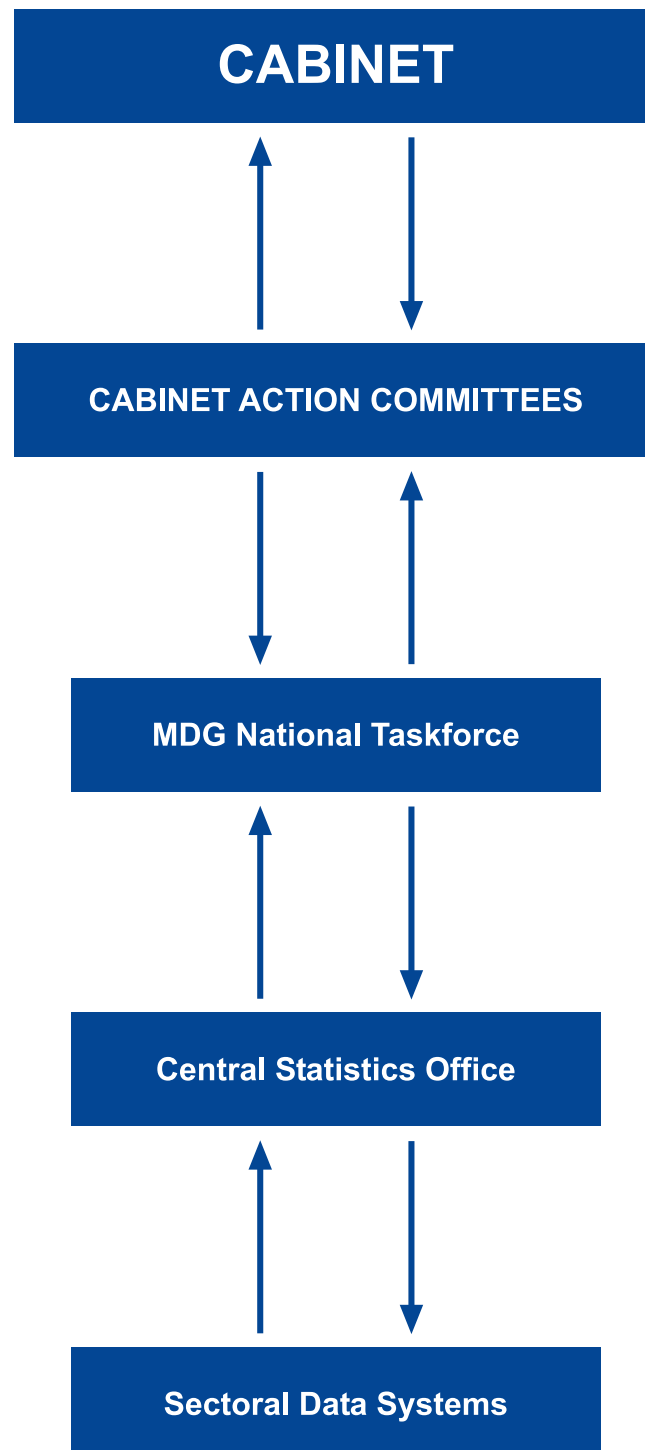 CABINET
CABINET ACTION COMMITTEES
MDG National Taskforce
Central Statistics Office
Sectoral Data Systems